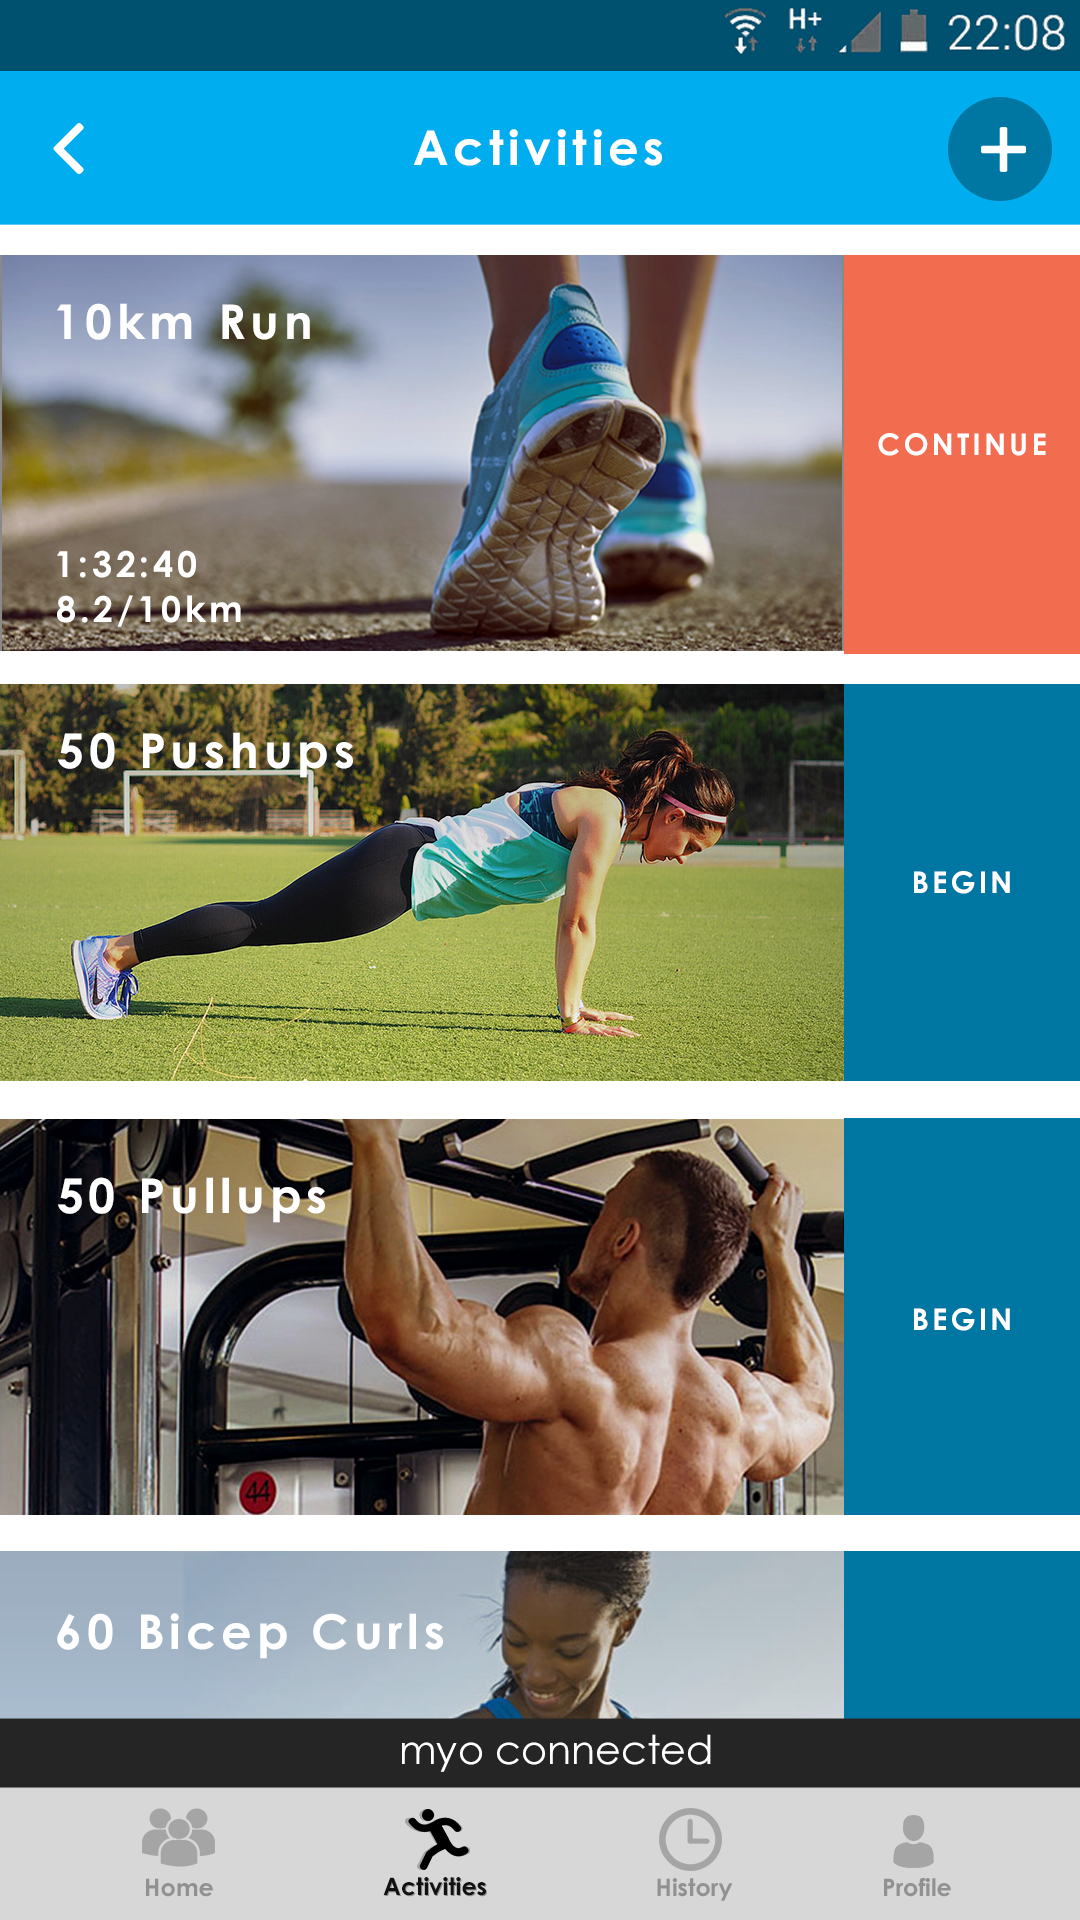 H+
22:08
Activities
10km Run
1:32:40
8.2/10km
CONTINUE
50 Pushups
BEGIN
50 Pullups
44
BEGIN
60 Bicep Curls
myo connected
Home
Activities
History
Profile